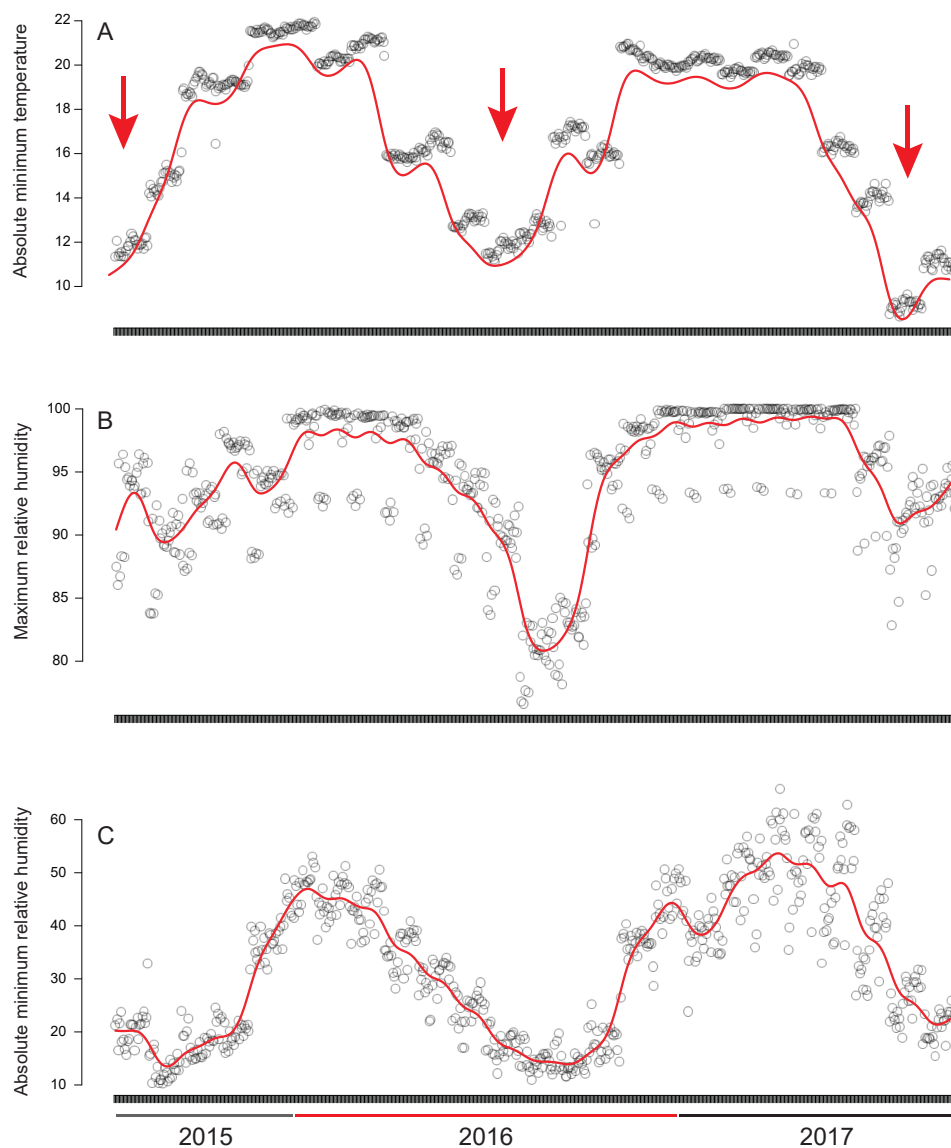 A
Absolute minimum temperature
22
20
18
16
14
12
10
B
Maximum relative humidity
100
95
90
85
80
C
Absolute minimum relative humidity
60
50
40
30
20
10
2015 2016 2017